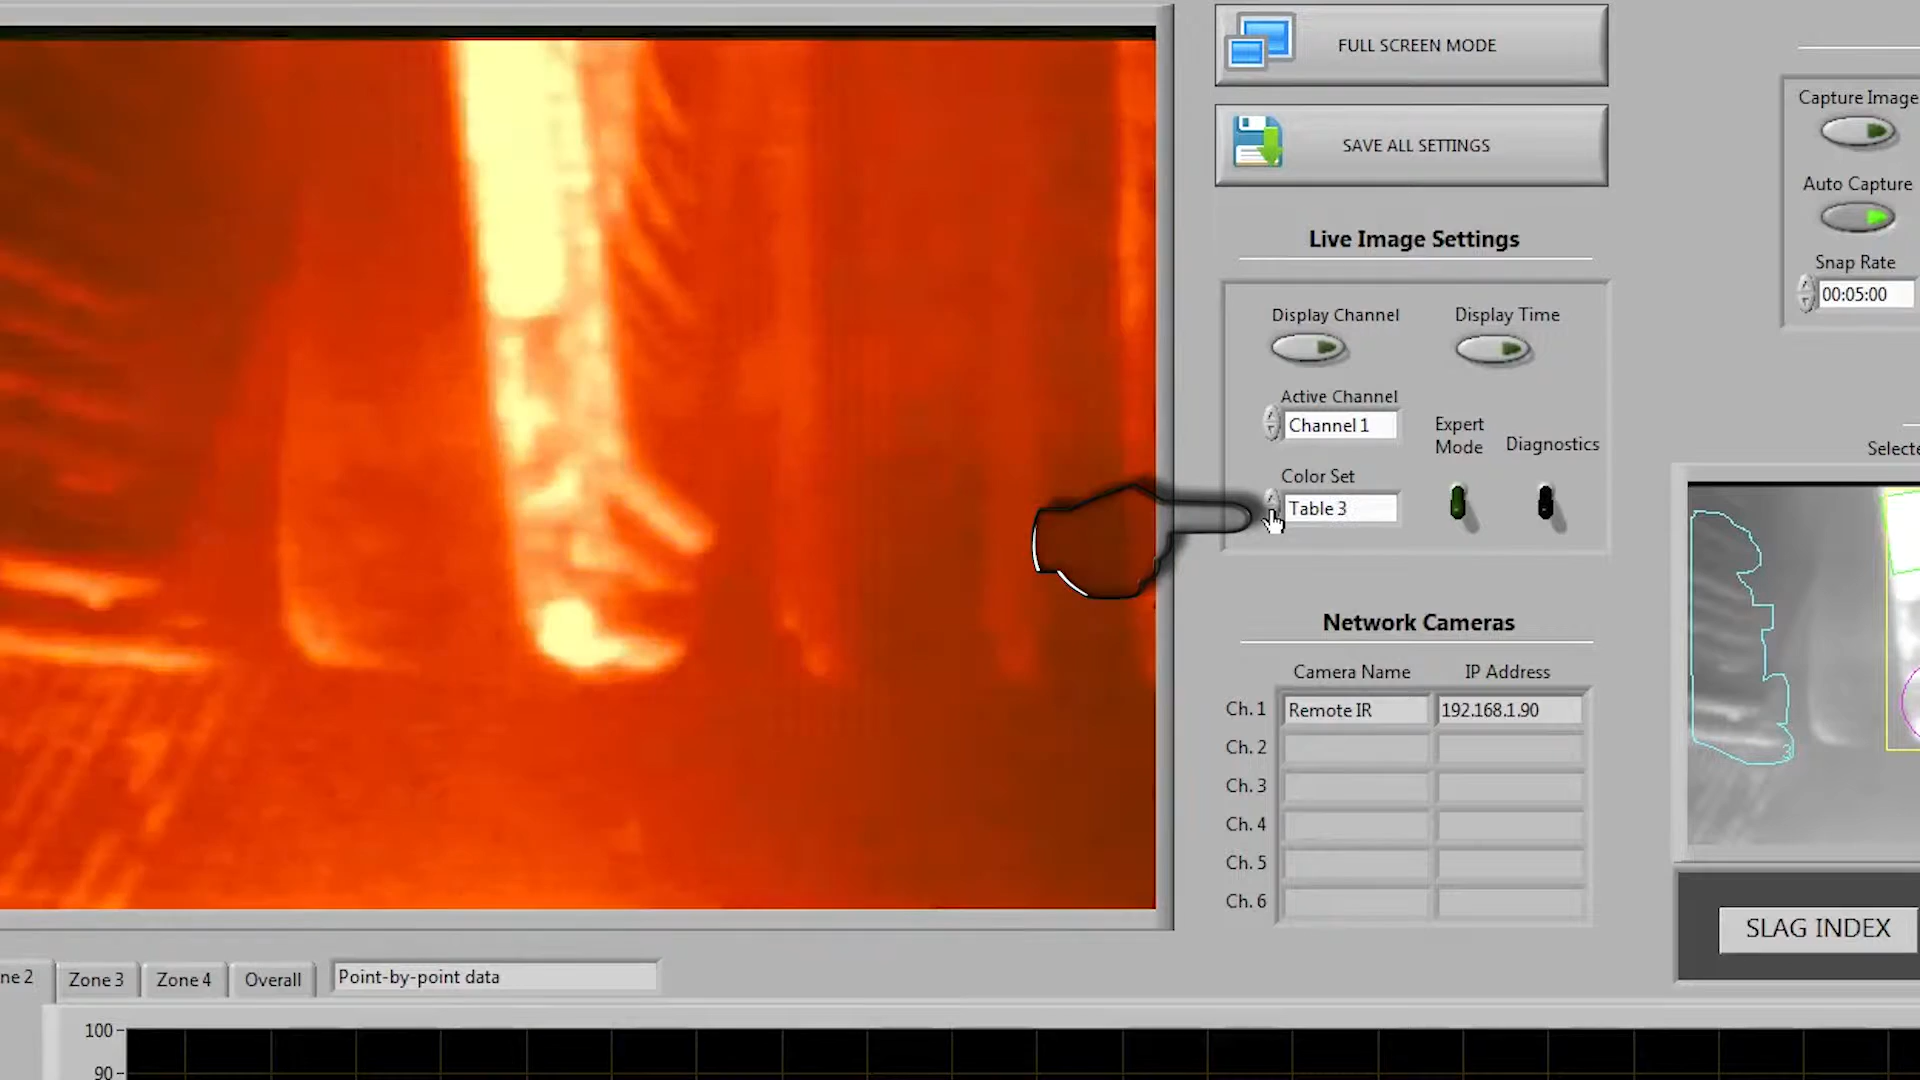 FULL SCREEN MODE
SAVE ALL SETTINGS
Live Image Settings
Display Channel
Display Time
Active Channel
Channel 1
Expert
Mode
Diagnostics
Color Set
Table 3
Network Cameras
Camera Name
IP Address
Ch. 1
Remote IR
192.168.1.90
Ch. 2
Ch. 3
Ch. 4
Ch. 5
Ch. 6
Capture Image
Auto Capture
Snap Rate
00:05:00
Selecte
3
SLAG INDEX
ne 2
Zone 3
Zone 4
Overall
Point-by-point data
100
90